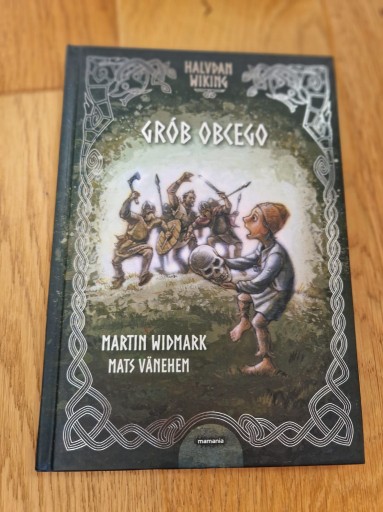 HALVDAN
WIKING
GRÓB OBCEGO
MARTIN WIDMARK
MATS VÄNEHEM
mamania